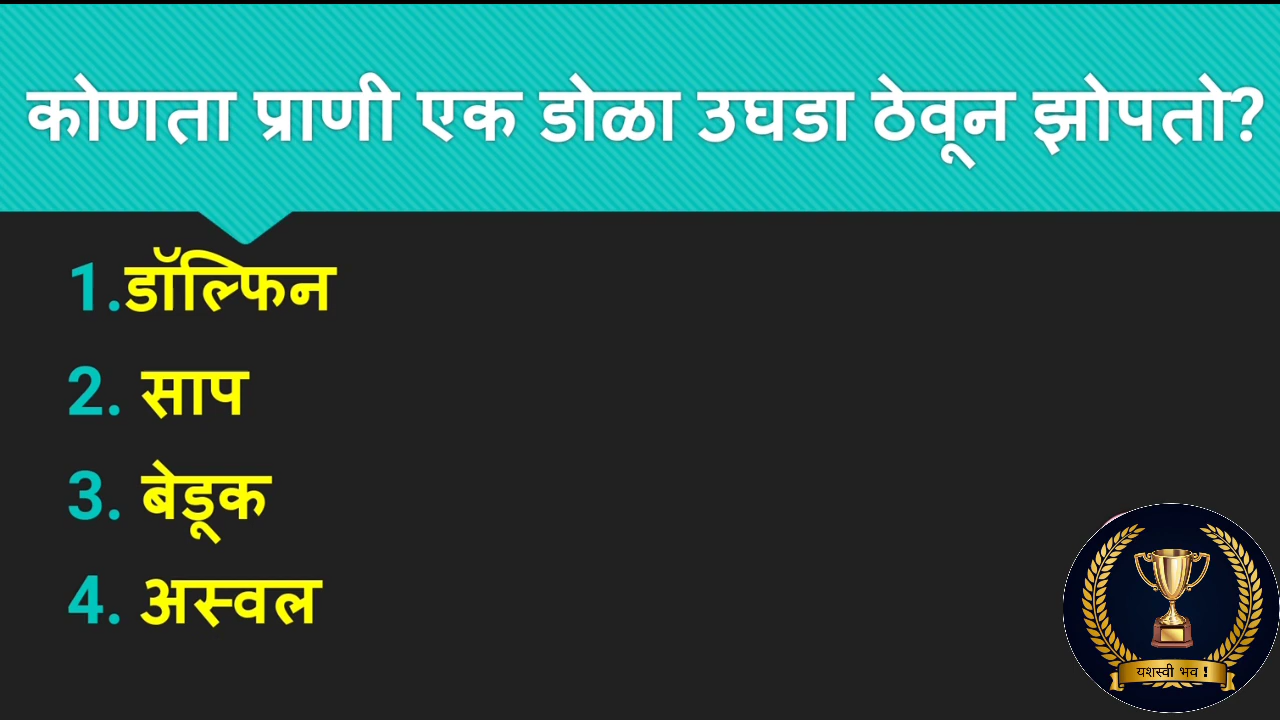 कोणता प्राणी एक डोळा उघडा ठेवून झोपतो?
1.डॉल्फिन
2. साप
3. बेडूक
4. अस्वल
यशस्वी भव !